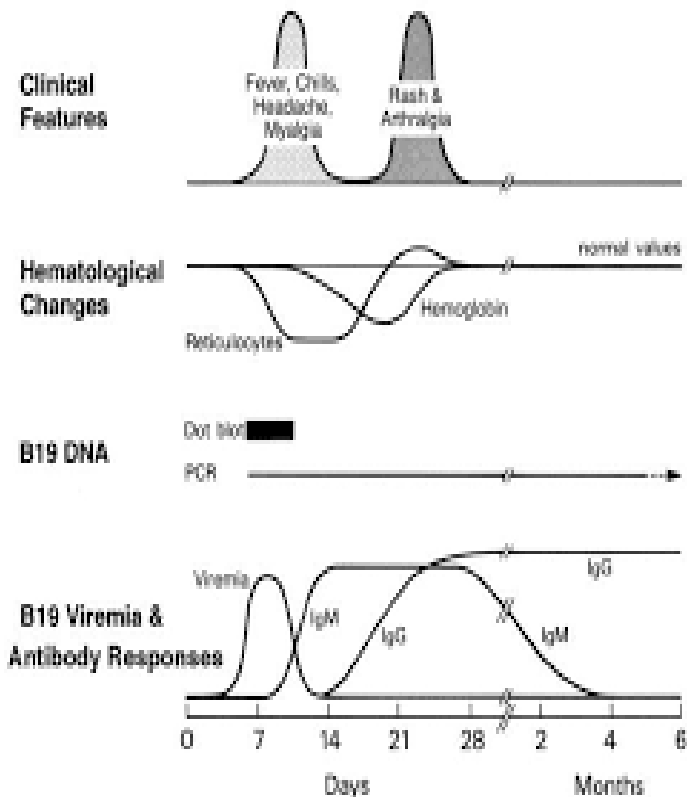 Clinical
Features
Fever, Chills,
Headache,
Myalgia
Rash &
Arthralgia
Hematological
Changes
normal values
Hemoglobin
Reticulocytes
B19 DNA
Dot blot
PCR
B19 Viremia &
Antibody Responses
Viremia
IgM
IgG
IgG
IgM
0 7 14 21 28 2 4 6
Days Months